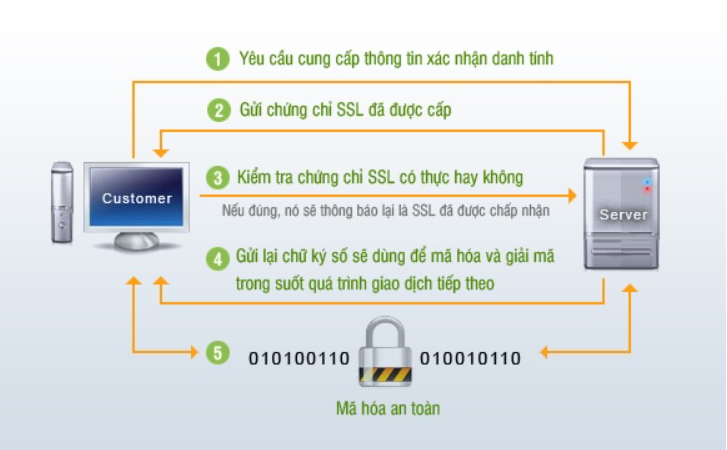 1 Yêu cầu cung cấp thông tin xác nhận danh tính
2 Gửi chứng chỉ SSL đã được cấp
3 Kiểm tra chứng chỉ SSL có thực hay không
Nếu đúng, nó sẽ thông báo lại là SSL đã được chấp nhận
Customer
Server
4 Gửi lại chữ ký số sẽ dùng để mã hóa và giải mã
trong suốt quá trình giao dịch tiếp theo
5 010100110 010010110
Mã hóa an toàn